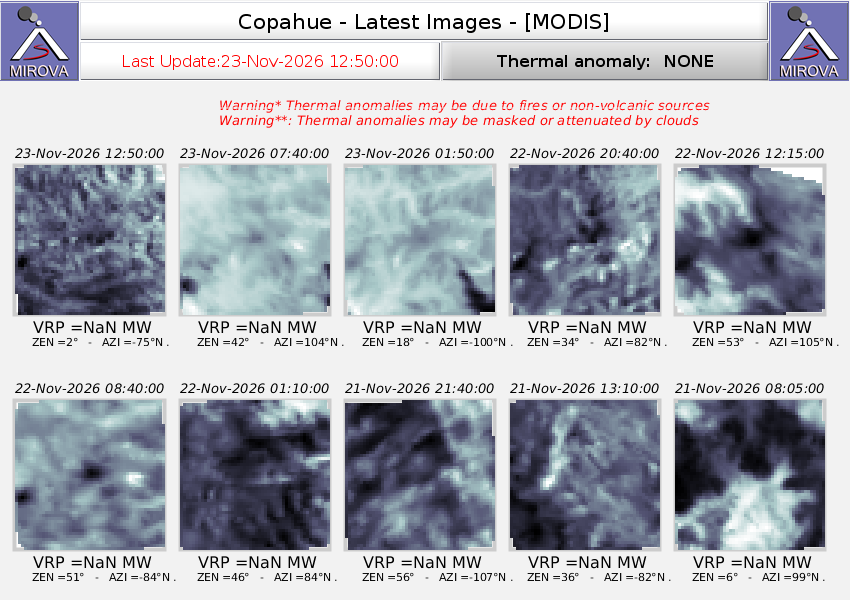 Copahue - Latest Images - [MODIS]
MIROVA
Last Update:23-Nov-2026 12:50:00
Thermal anomaly: NONE
MIROVA
Warning* Thermal anomalies may be due to fires or non-volcanic sources
Warning**: Thermal anomalies may be masked or attenuated by clouds
23-Nov-2026 12:50:00 23-Nov-2026 07:40:00 23-Nov-2026 01:50:00 22-Nov-2026 20:40:00 22-Nov-2026 12:15:00
VRP =NaN MW VRP =NaN MW VRP =NaN MW VRP =NaN MW VRP =NaN MW
ZEN =2° - AZI =-75°N . ZEN =42° - AZI =104°N . ZEN =18° - AZI =-100°N . ZEN =34° - AZI =82°N . ZEN =53° - AZI =105°N .
22-Nov-2026 08:40:00 22-Nov-2026 01:10:00 21-Nov-2026 21:40:00 21-Nov-2026 13:10:00 21-Nov-2026 08:05:00
VRP =NaN MW VRP =NaN MW VRP =NaN MW VRP =NaN MW VRP =NaN MW
ZEN =51° - AZI =-84°N . ZEN =46° - AZI =84°N . ZEN =56° - AZI =-107°N . ZEN =36° - AZI =-82°N . ZEN =6° - AZI =99°N .